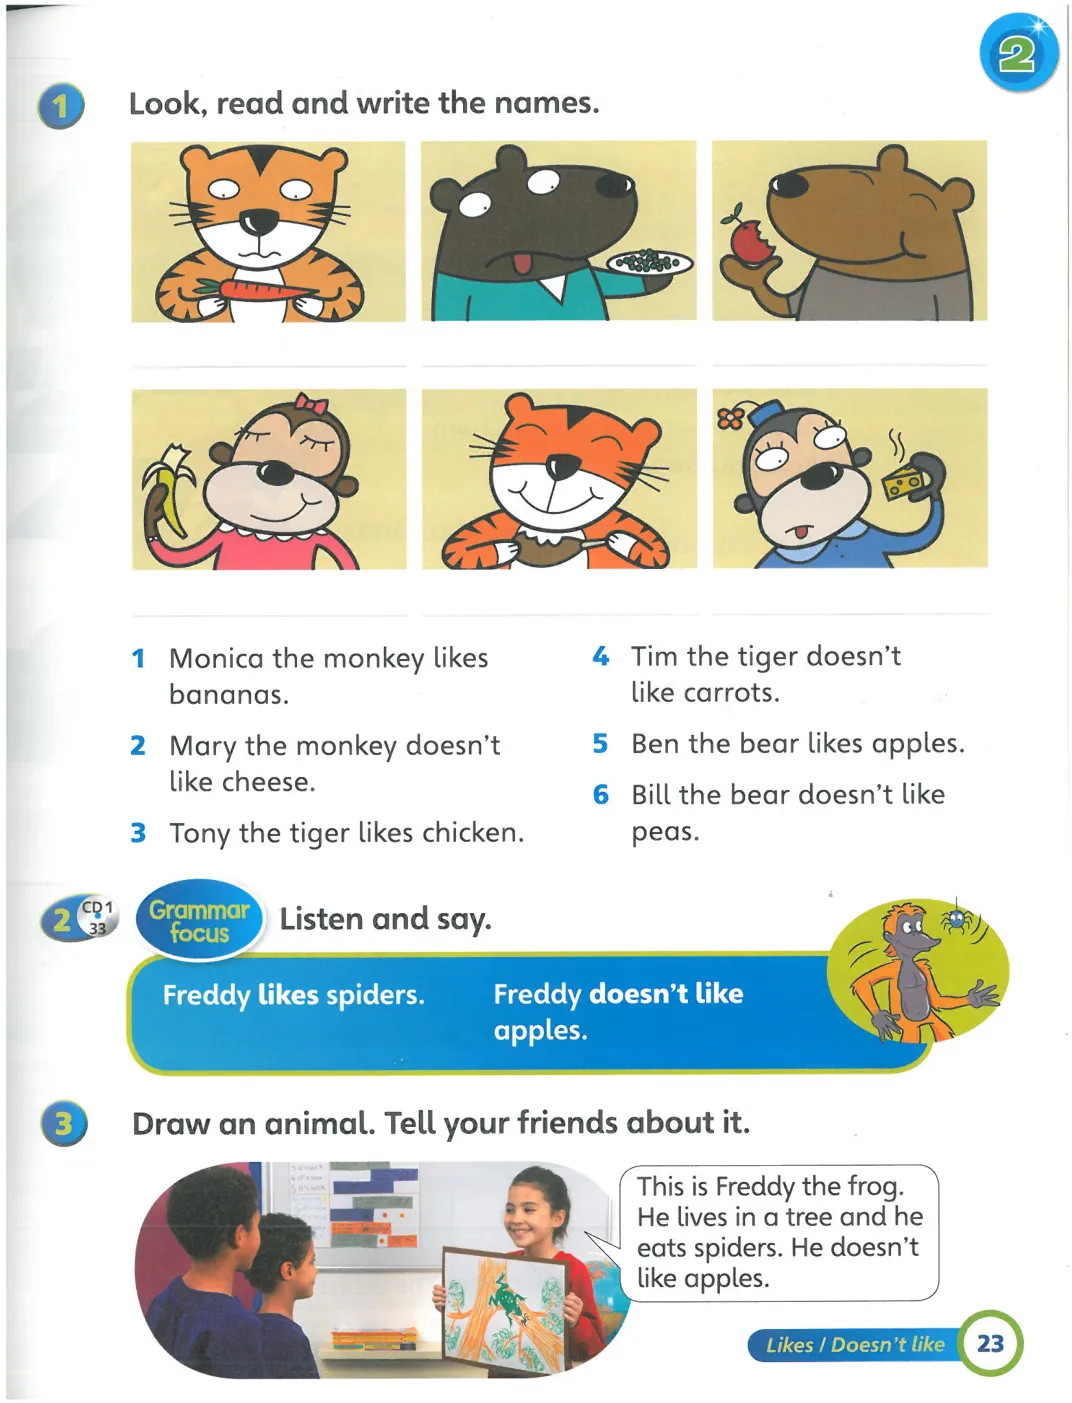 2
1 Look, read and write the names.
1 Monica the monkey likes
bananas.
2 Mary the monkey doesn't
like cheese.
3 Tony the tiger likes chicken.
4 Tim the tiger doesn't
like carrots.
5 Ben the bear likes apples.
6 Bill the bear doesn't like
peas.
2 CD 1
33
Grammar
focus
Listen and say.
Freddy likes spiders.
Freddy doesn't like
apples.
3 Draw an animal. Tell your friends about it.
This is Freddy the frog.
He lives in a tree and he
eats spiders. He doesn't
like apples.
Likes / Doesn't like 23